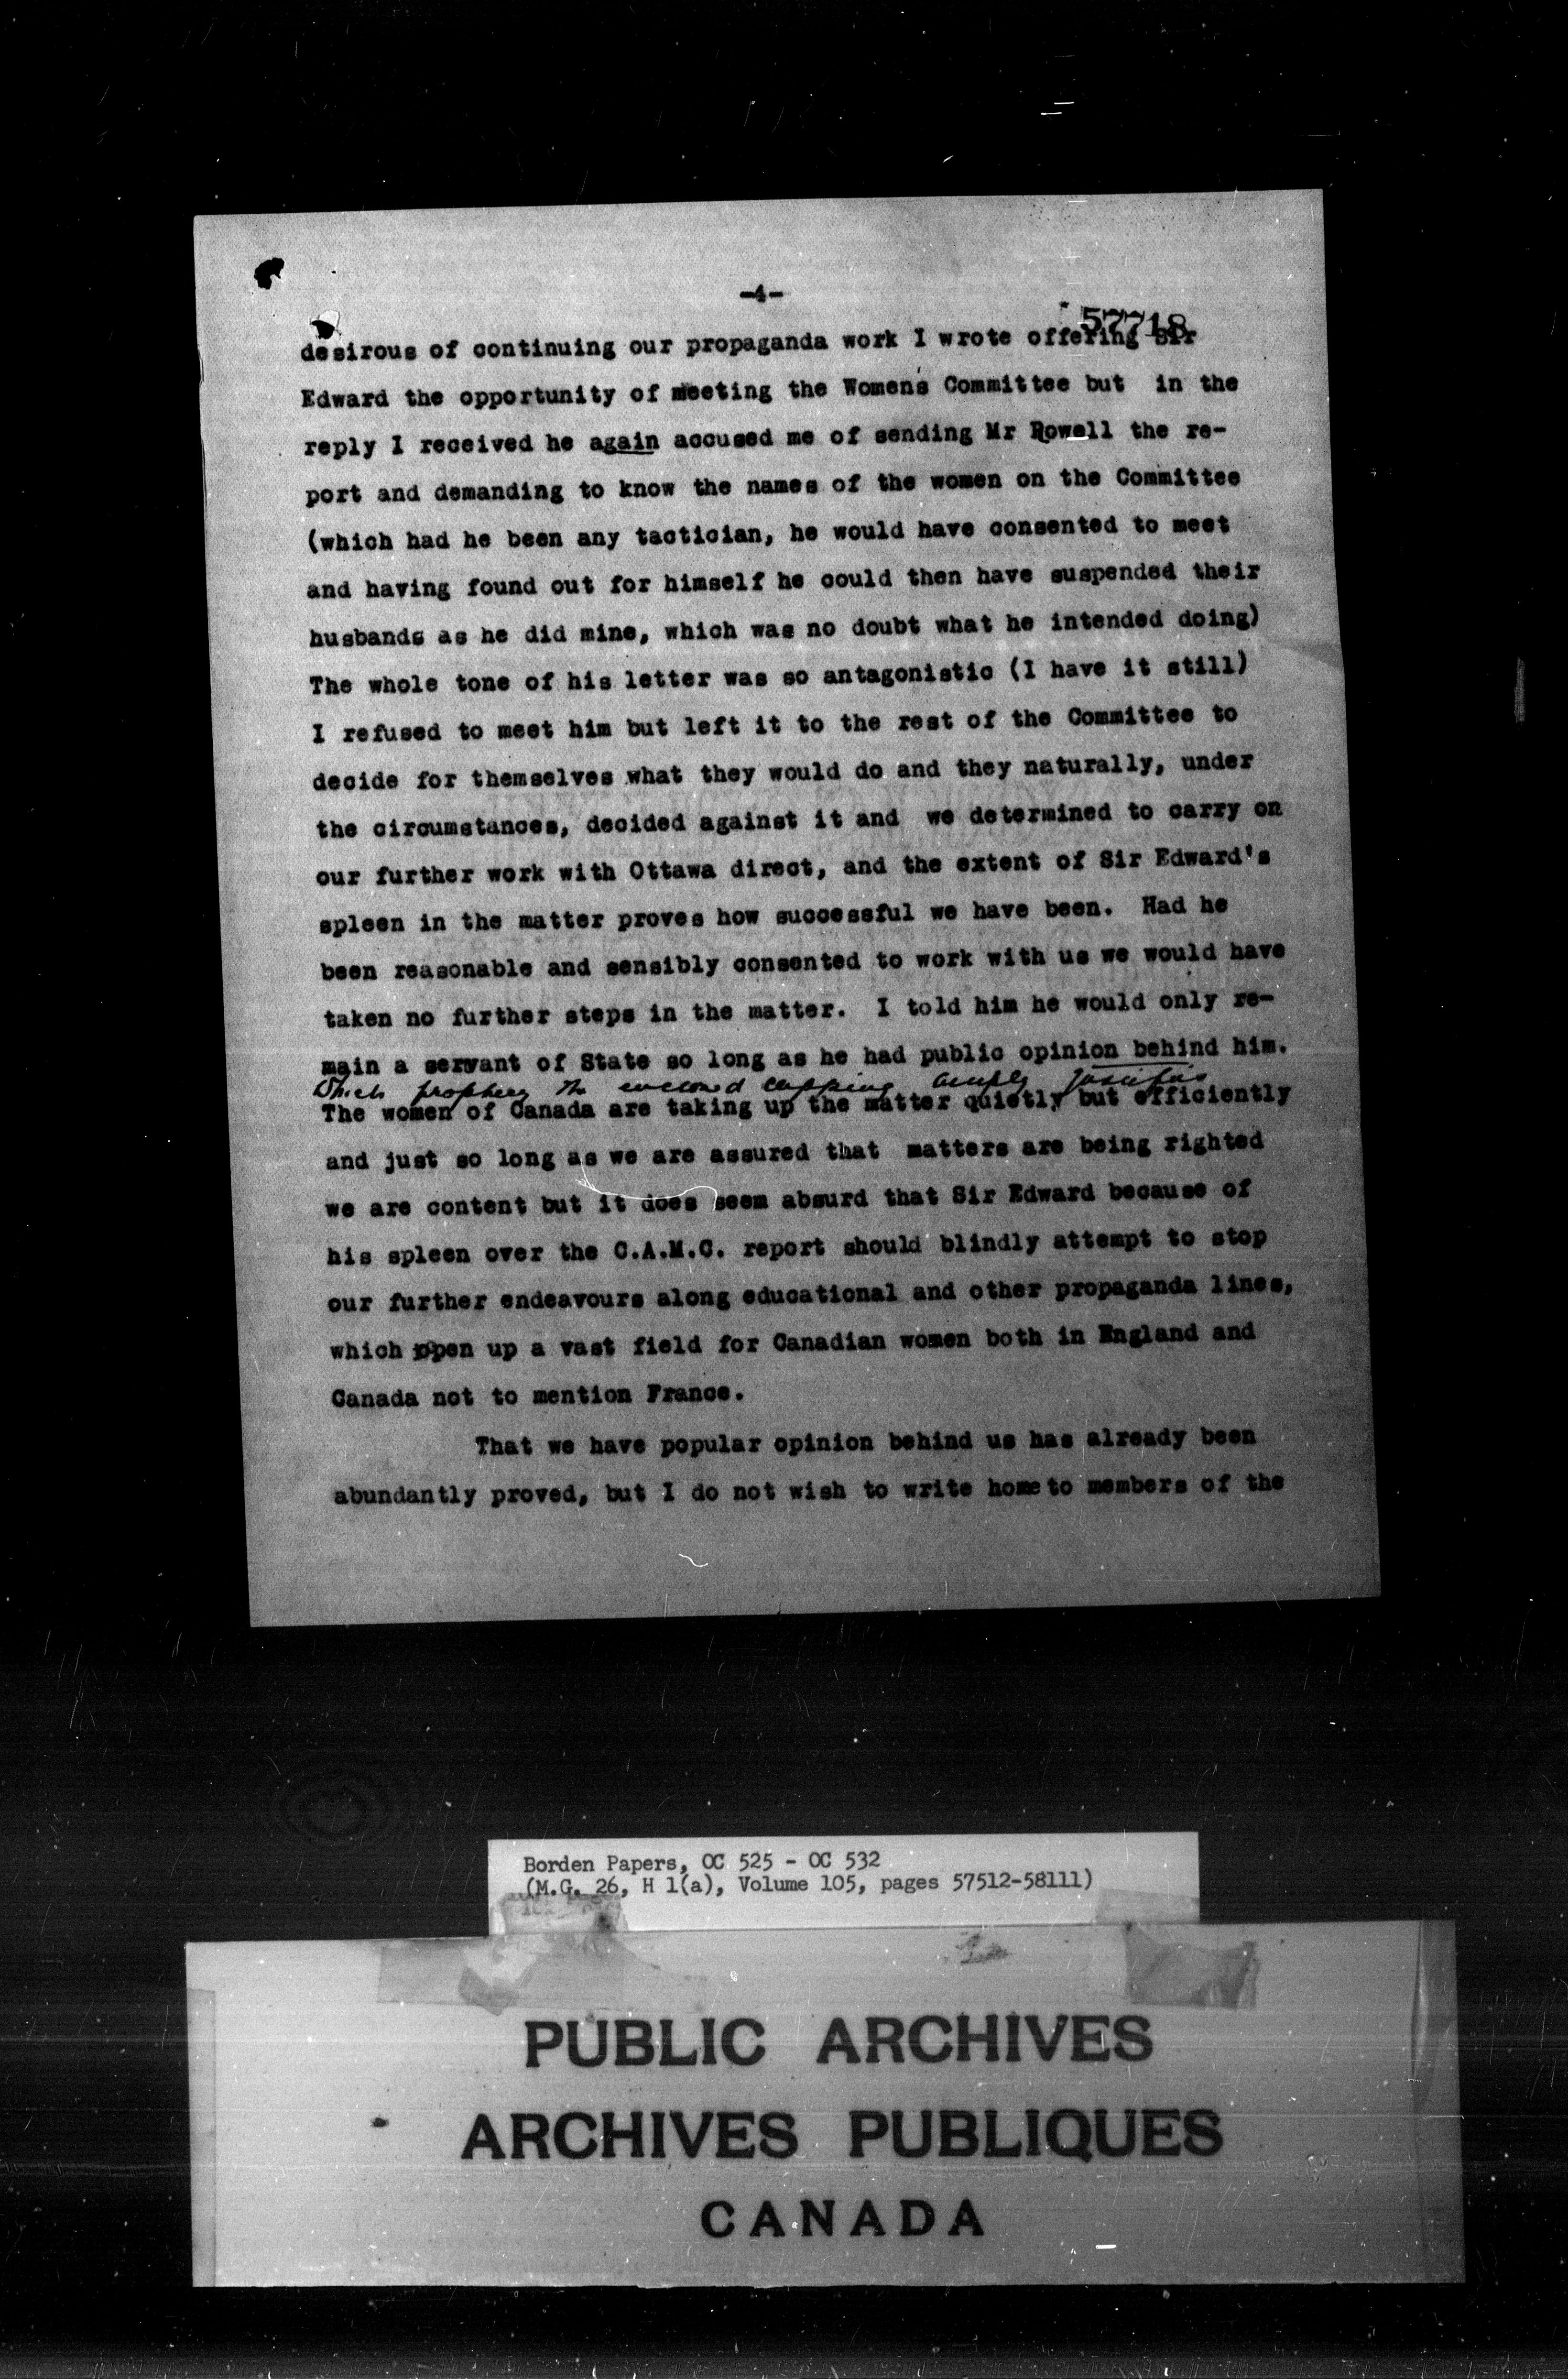 -4-
57718
desirous of continuing our propaganda work I wrote offering Sir
Edward the opportunity of meeting the Women's Committee but in the
reply I received he again accused me of sending Mr Rowell the re-
port and demanding to know the names of the women on the Committee
(which had he been any tactician, he would have consented to meet
and having found out for himself he could then have suspended their
husbands as he did mine, which was no doubt what he intended doing)
The whole tone of his letter was so antagonistic (I have it still)
I refused to meet him but left it to the rest of the Committee to
decide for themselves what they would do and they naturally, under
the circumstances, decided against it and we determined to carry on
our further work with Ottawa direct, and the extent of Sir Edward's
spleen in the matter proves how successful we have been. Had he
been reasonable and sensibly consented to work with us we would have
taken no further steps in the matter. I told him he would only re-
main a servant of State so long as he had public opinion behind him.
Which prophecy the enclosed clipping amply justifies
The women of Canada are taking up the matter quietly but efficiently
and just so long as we are assured that matters are being righted
we are content but it does seem absurd that Sir Edward because of
his spleen over the C.A.M.C. report should blindly attempt to stop
our further endeavours along educational and other propaganda lines,
which open up a vast field for Canadian women both in England and
Canada not to mention France.
That we have popular opinion behind us has already been
abundantly proved, but I do not wish to write home to members of the
Borden Papers, OC 525 - OC 532
(M.G. 26, H 1(a), Volume 105, pages 57512-58111)
PUBLIC ARCHIVES
ARCHIVES PUBLIQUES
CANADA